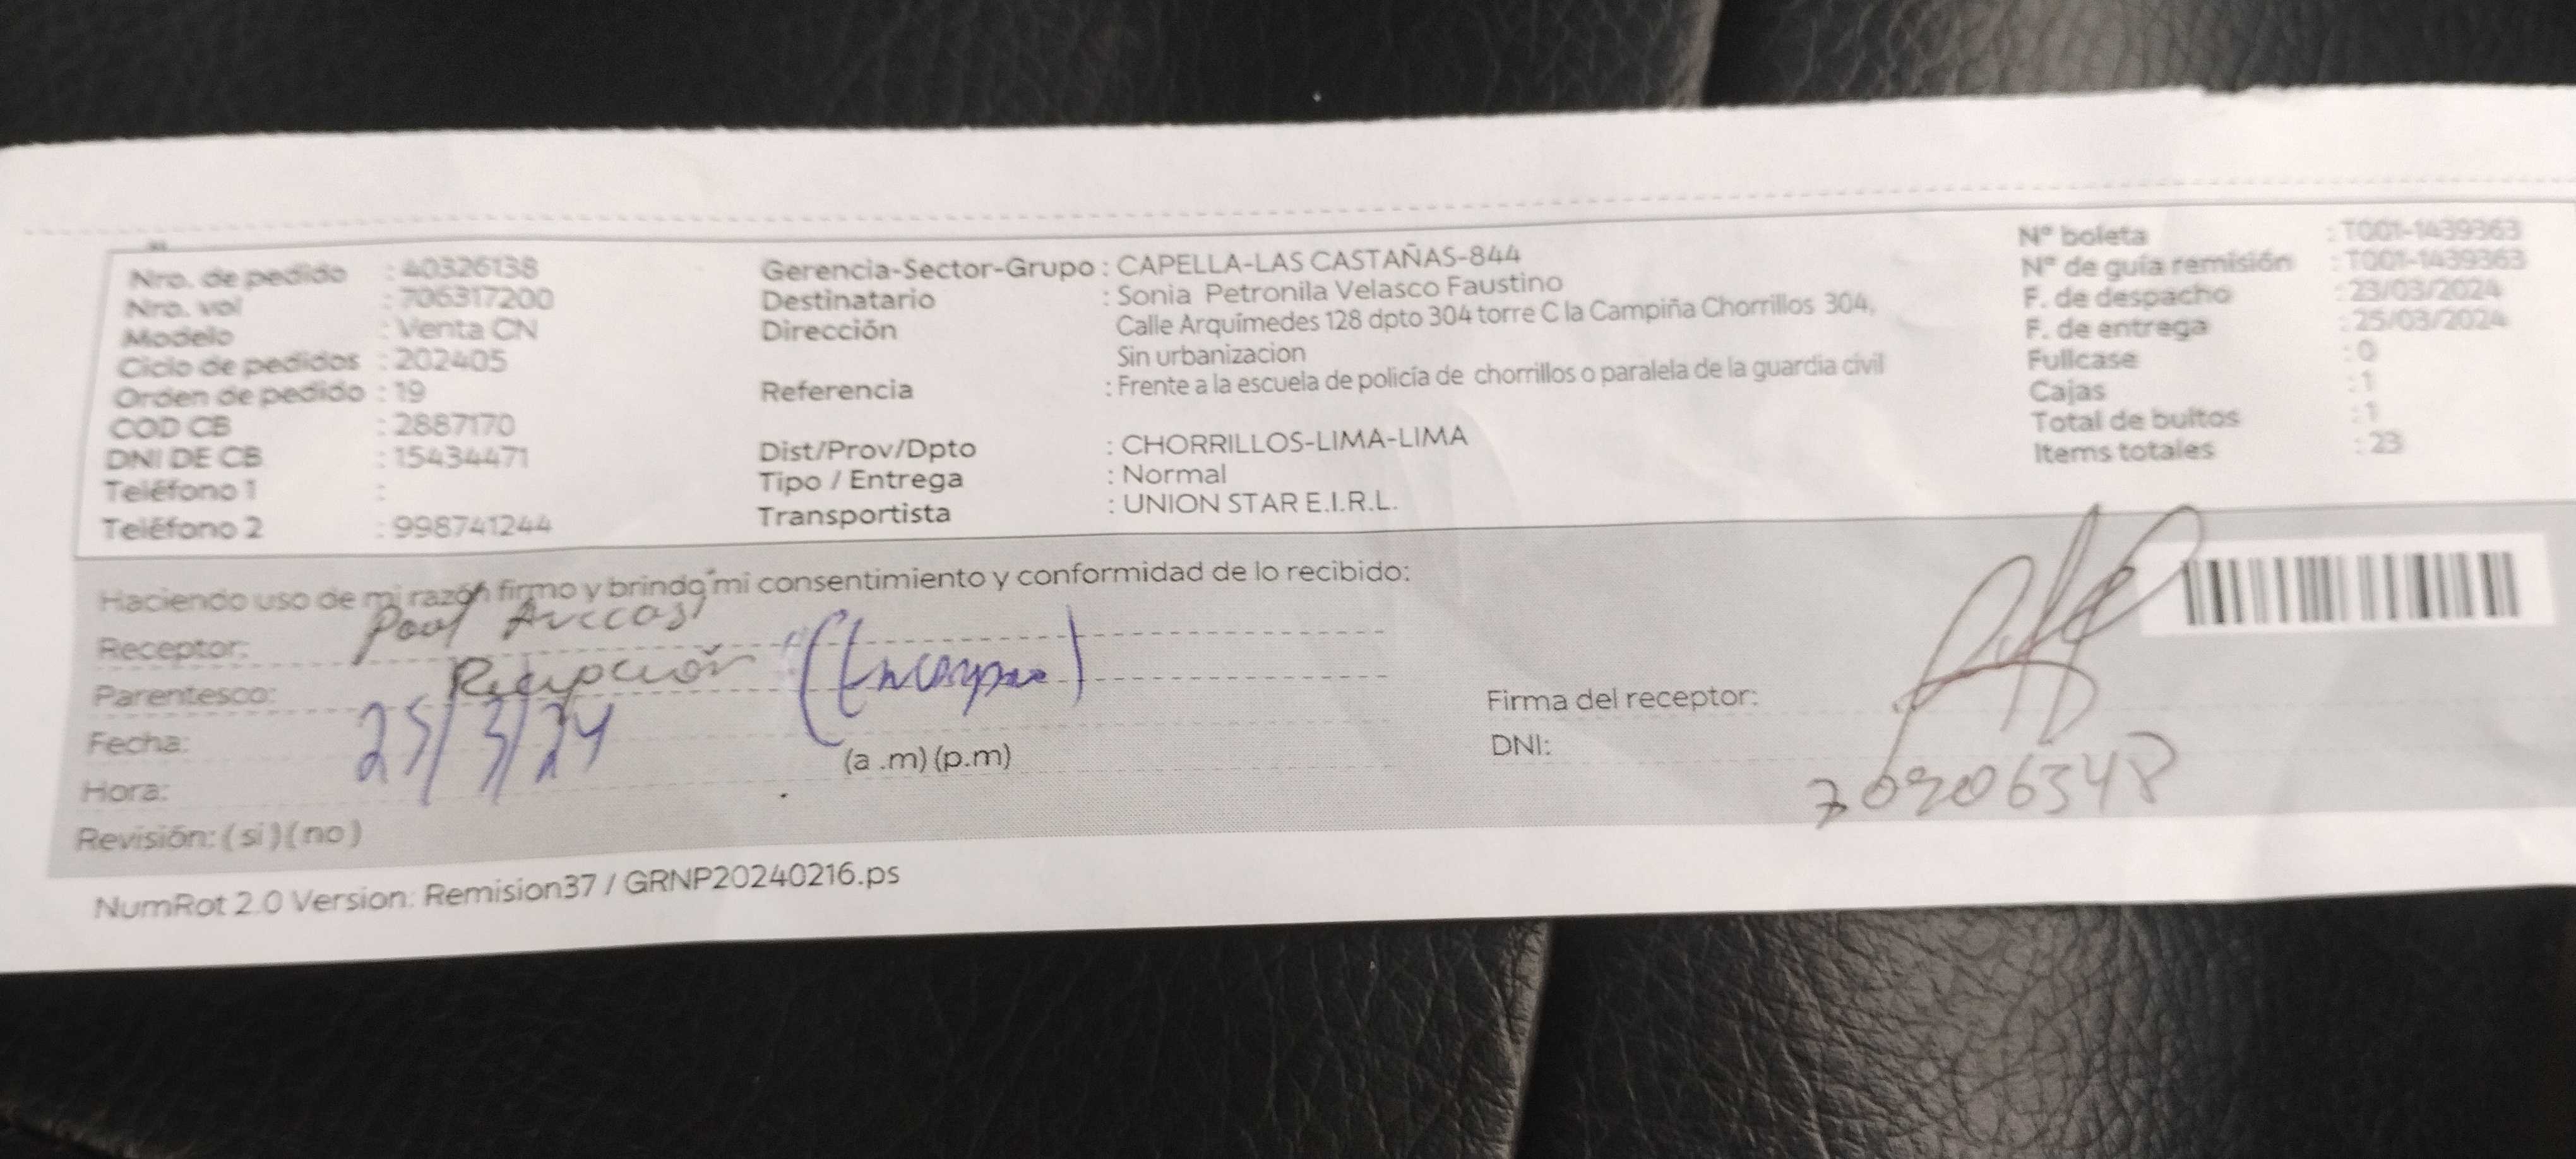 Nro. de pedido : 40326138
Nro. vol : 706317200
Modelo : Venta CN
Ciclo de pedidos : 202405
Orden de pedido : 19
COD CB : 2887170
DNI DE CB : 15434471
Teléfono 1 :
Teléfono 2 : 998741244
Gerencia-Sector-Grupo : CAPELLA-LAS CASTAÑAS-844
Destinatario : Sonia Petronila Velasco Faustino
Dirección Calle Arquímedes 128 dpto 304 torre C la Campiña Chorrillos 304,
Sin urbanizacion
Referencia : Frente a la escuela de policía de chorrillos o paralela de la guardia civil
Dist/Prov/Dpto : CHORRILLOS-LIMA-LIMA
Tipo / Entrega : Normal
Transportista : UNION STAR E.I.R.L.
N° boleta : T001-1439363
N° de guía remisión : T001-1439363
F. de despacho : 23/03/2024
F. de entrega : 25/03/2024
Fullcase : 0
Cajas : 1
Total de bultos : 1
Items totales : 23
Haciendo uso de mi razón firmo y brindo mi consentimiento y conformidad de lo recibido:
Receptor:
Parentesco: Recepción
Fecha: 25/3/24
Hora: (a .m) (p.m)
Revisión: ( si ) ( no )
Firma del receptor:
DNI:
NumRot 2.0 Version: Remision37 / GRNP20240216.ps